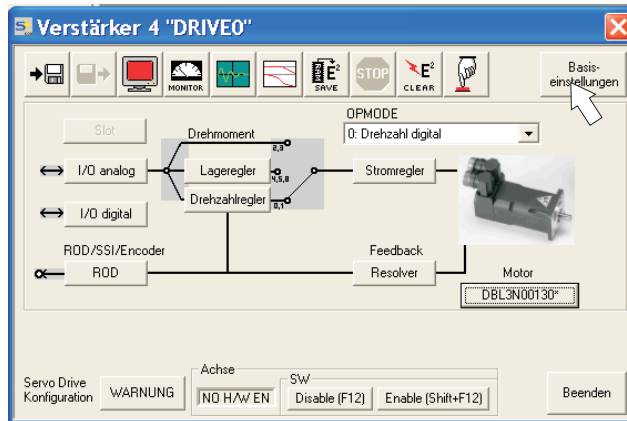 S Verstärker 4 "DRIVE0"
MONITOR
E² SAVE
STOP
E² CLEAR
Basis-
einstellungen
OPMODE
Slot
Drehmoment
2,3
0: Drehzahl digital
I/O analog
Lageregler
4,5,8
Stromregler
Drehzahlregler
0,1
I/O digital
ROD/SSI/Encoder
Feedback
ROD
Resolver
Motor
DBL3N00130*
Achse
SW
Servo Drive
Konfiguration
WARNUNG
NO H/W EN
Disable (F12)
Enable (Shift+F12)
Beenden